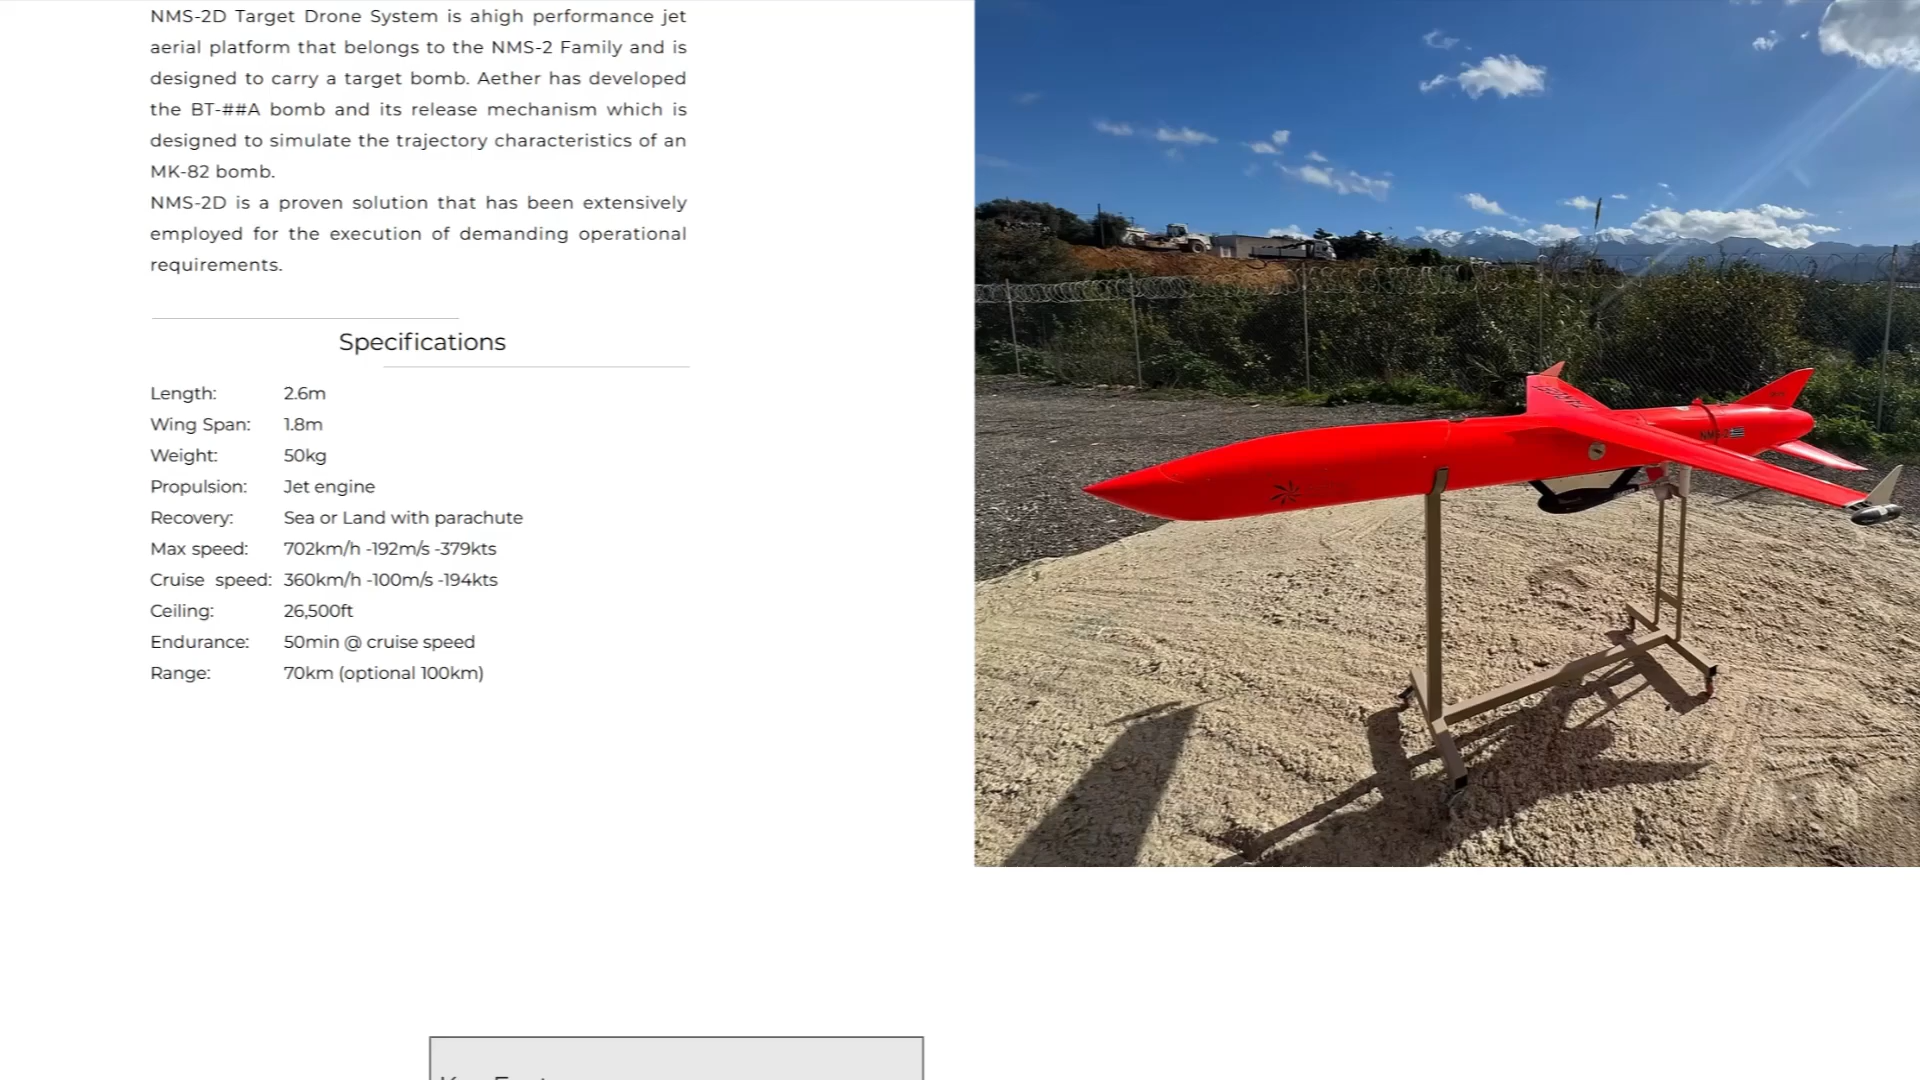 NMS-2D Target Drone System is ahigh performance jet
aerial platform that belongs to the NMS-2 Family and is
designed to carry a target bomb. Aether has developed
the BT-##A bomb and its release mechanism which is
designed to simulate the trajectory characteristics of an
MK-82 bomb.
NMS-2D is a proven solution that has been extensively
employed for the execution of demanding operational
requirements.
Specifications
Length: 2.6m
Wing Span: 1.8m
Weight: 50kg
Propulsion: Jet engine
Recovery: Sea or Land with parachute
Max speed: 702km/h -192m/s -379kts
Cruise speed: 360km/h -100m/s -194kts
Ceiling: 26,500ft
Endurance: 50min @ cruise speed
Range: 70km (optional 100km)